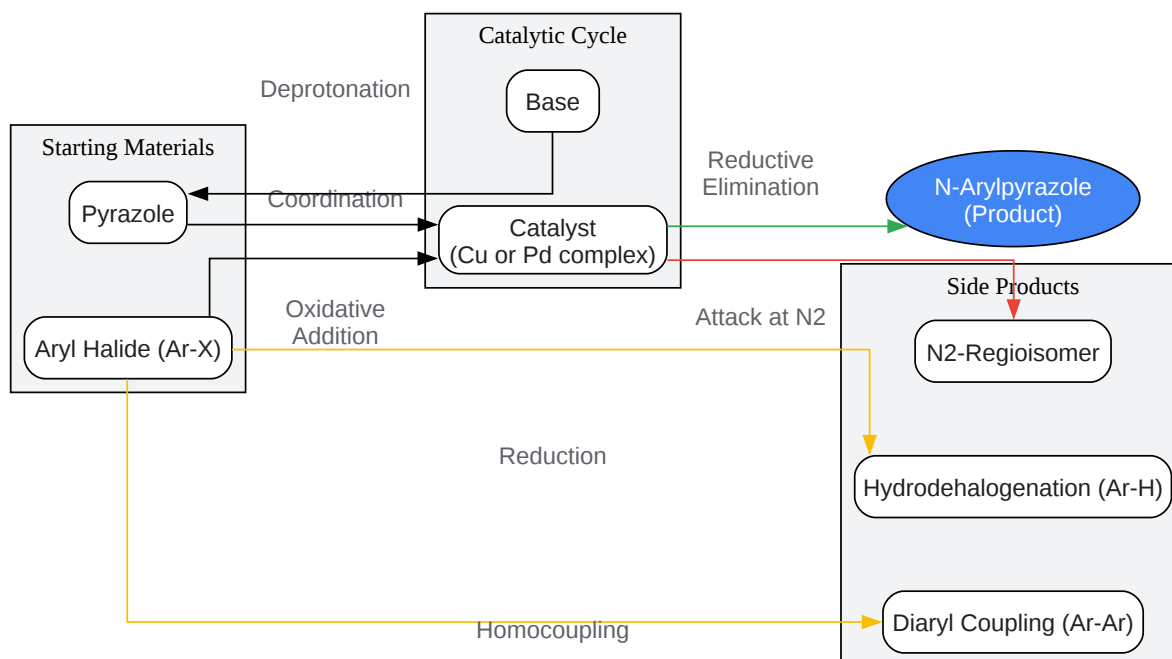 Catalytic Cycle
Deprotonation
Base
Starting Materials
Pyrazole
Coordination
Catalyst
(Cu or Pd complex)
Reductive
Elimination
N-Arylpyrazole
(Product)
Side Products
Oxidative
Addition
Aryl Halide (Ar-X)
Attack at N2
N2-Regioisomer
Reduction
Hydrodehalogenation (Ar-H)
Homocoupling
Diaryl Coupling (Ar-Ar)